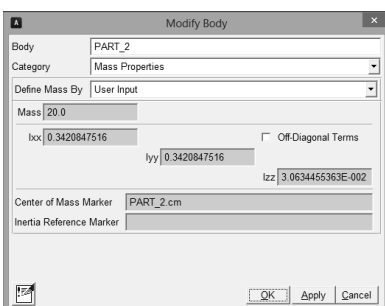 A
Modify Body
×
Body PART_2
Category Mass Properties
Define Mass By User Input
Mass 20.0
Ixx 0.3420847516
Off-Diagonal Terms
Iyy 0.3420847516
Izz 3.0634455363E-002
Center of Mass Marker PART_2.cm
Inertia Reference Marker
OK Apply Cancel